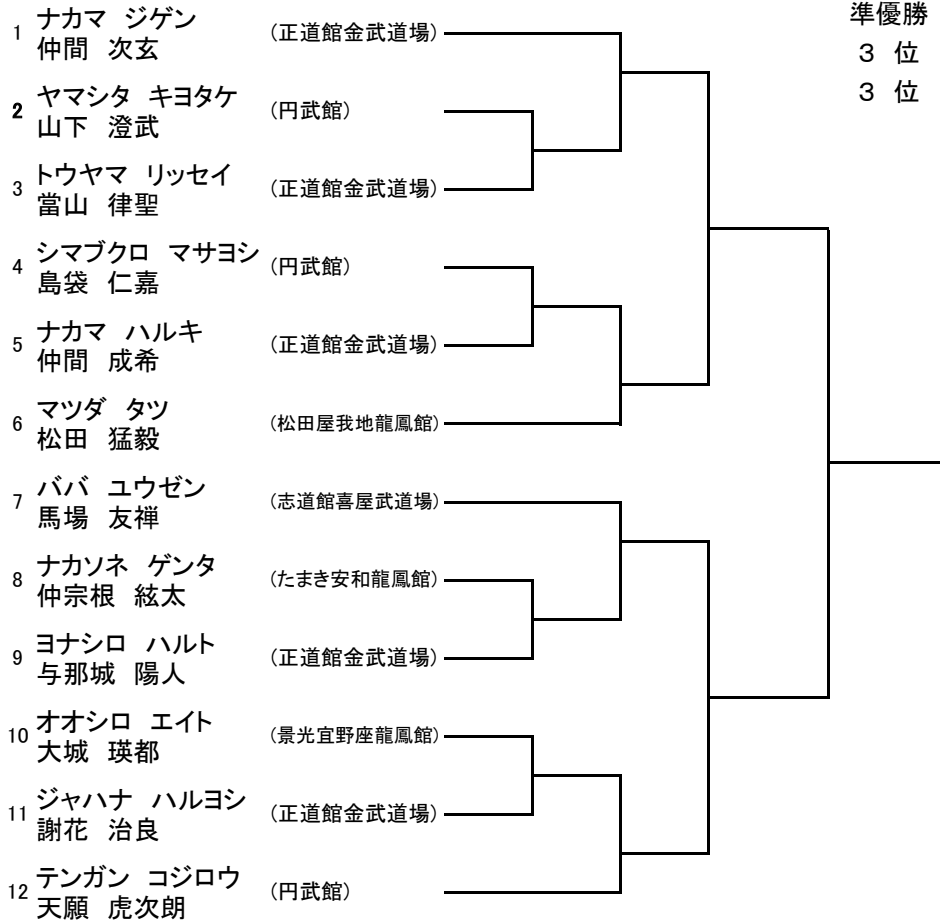 準優勝
３　位
３　位
1 ナカマ　ジゲン (正道館金武道場)
仲間　次玄
2 ヤマシタ　キヨタケ (円武館)
山下　澄武
3 トウヤマ　リッセイ (正道館金武道場)
當山　律聖
4 シマブクロ　マサヨシ (円武館)
島袋　仁嘉
5 ナカマ　ハルキ (正道館金武道場)
仲間　成希
6 マツダ　タツ (松田屋我地龍鳳館)
松田　猛毅
7 ババ　ユウゼン (志道館喜屋武道場)
馬場　友禅
8 ナカソネ　ゲンタ (たまき安和龍鳳館)
仲宗根　絃太
9 ヨナシロ　ハルト (正道館金武道場)
与那城　陽人
10 オオシロ　エイト (景光宜野座龍鳳館)
大城　瑛都
11 ジャハナ　ハルヨシ (正道館金武道場)
謝花　治良
12 テンガン　コジロウ (円武館)
天願　虎次朗